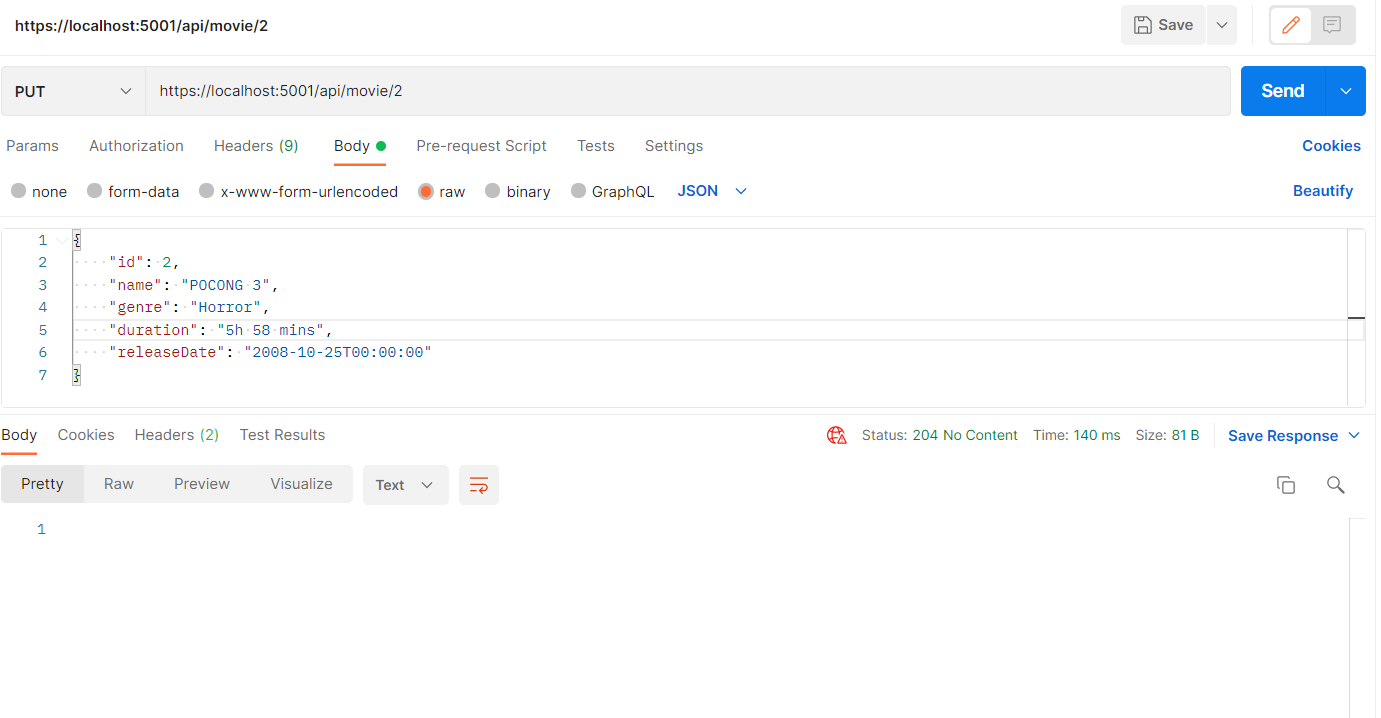 https://localhost:5001/api/movie/2
Save
PUT
https://localhost:5001/api/movie/2
Send
Params Authorization Headers (9) Body Pre-request Script Tests Settings Cookies
none form-data x-www-form-urlencoded raw binary GraphQL JSON Beautify
1 {
2 "id": 2,
3 "name": "POCONG 3",
4 "genre": "Horror",
5 "duration": "5h 58 mins",
6 "releaseDate": "2008-10-25T00:00:00"
7 }
Body Cookies Headers (2) Test Results Status: 204 No Content Time: 140 ms Size: 81 B Save Response
Pretty Raw Preview Visualize Text
1